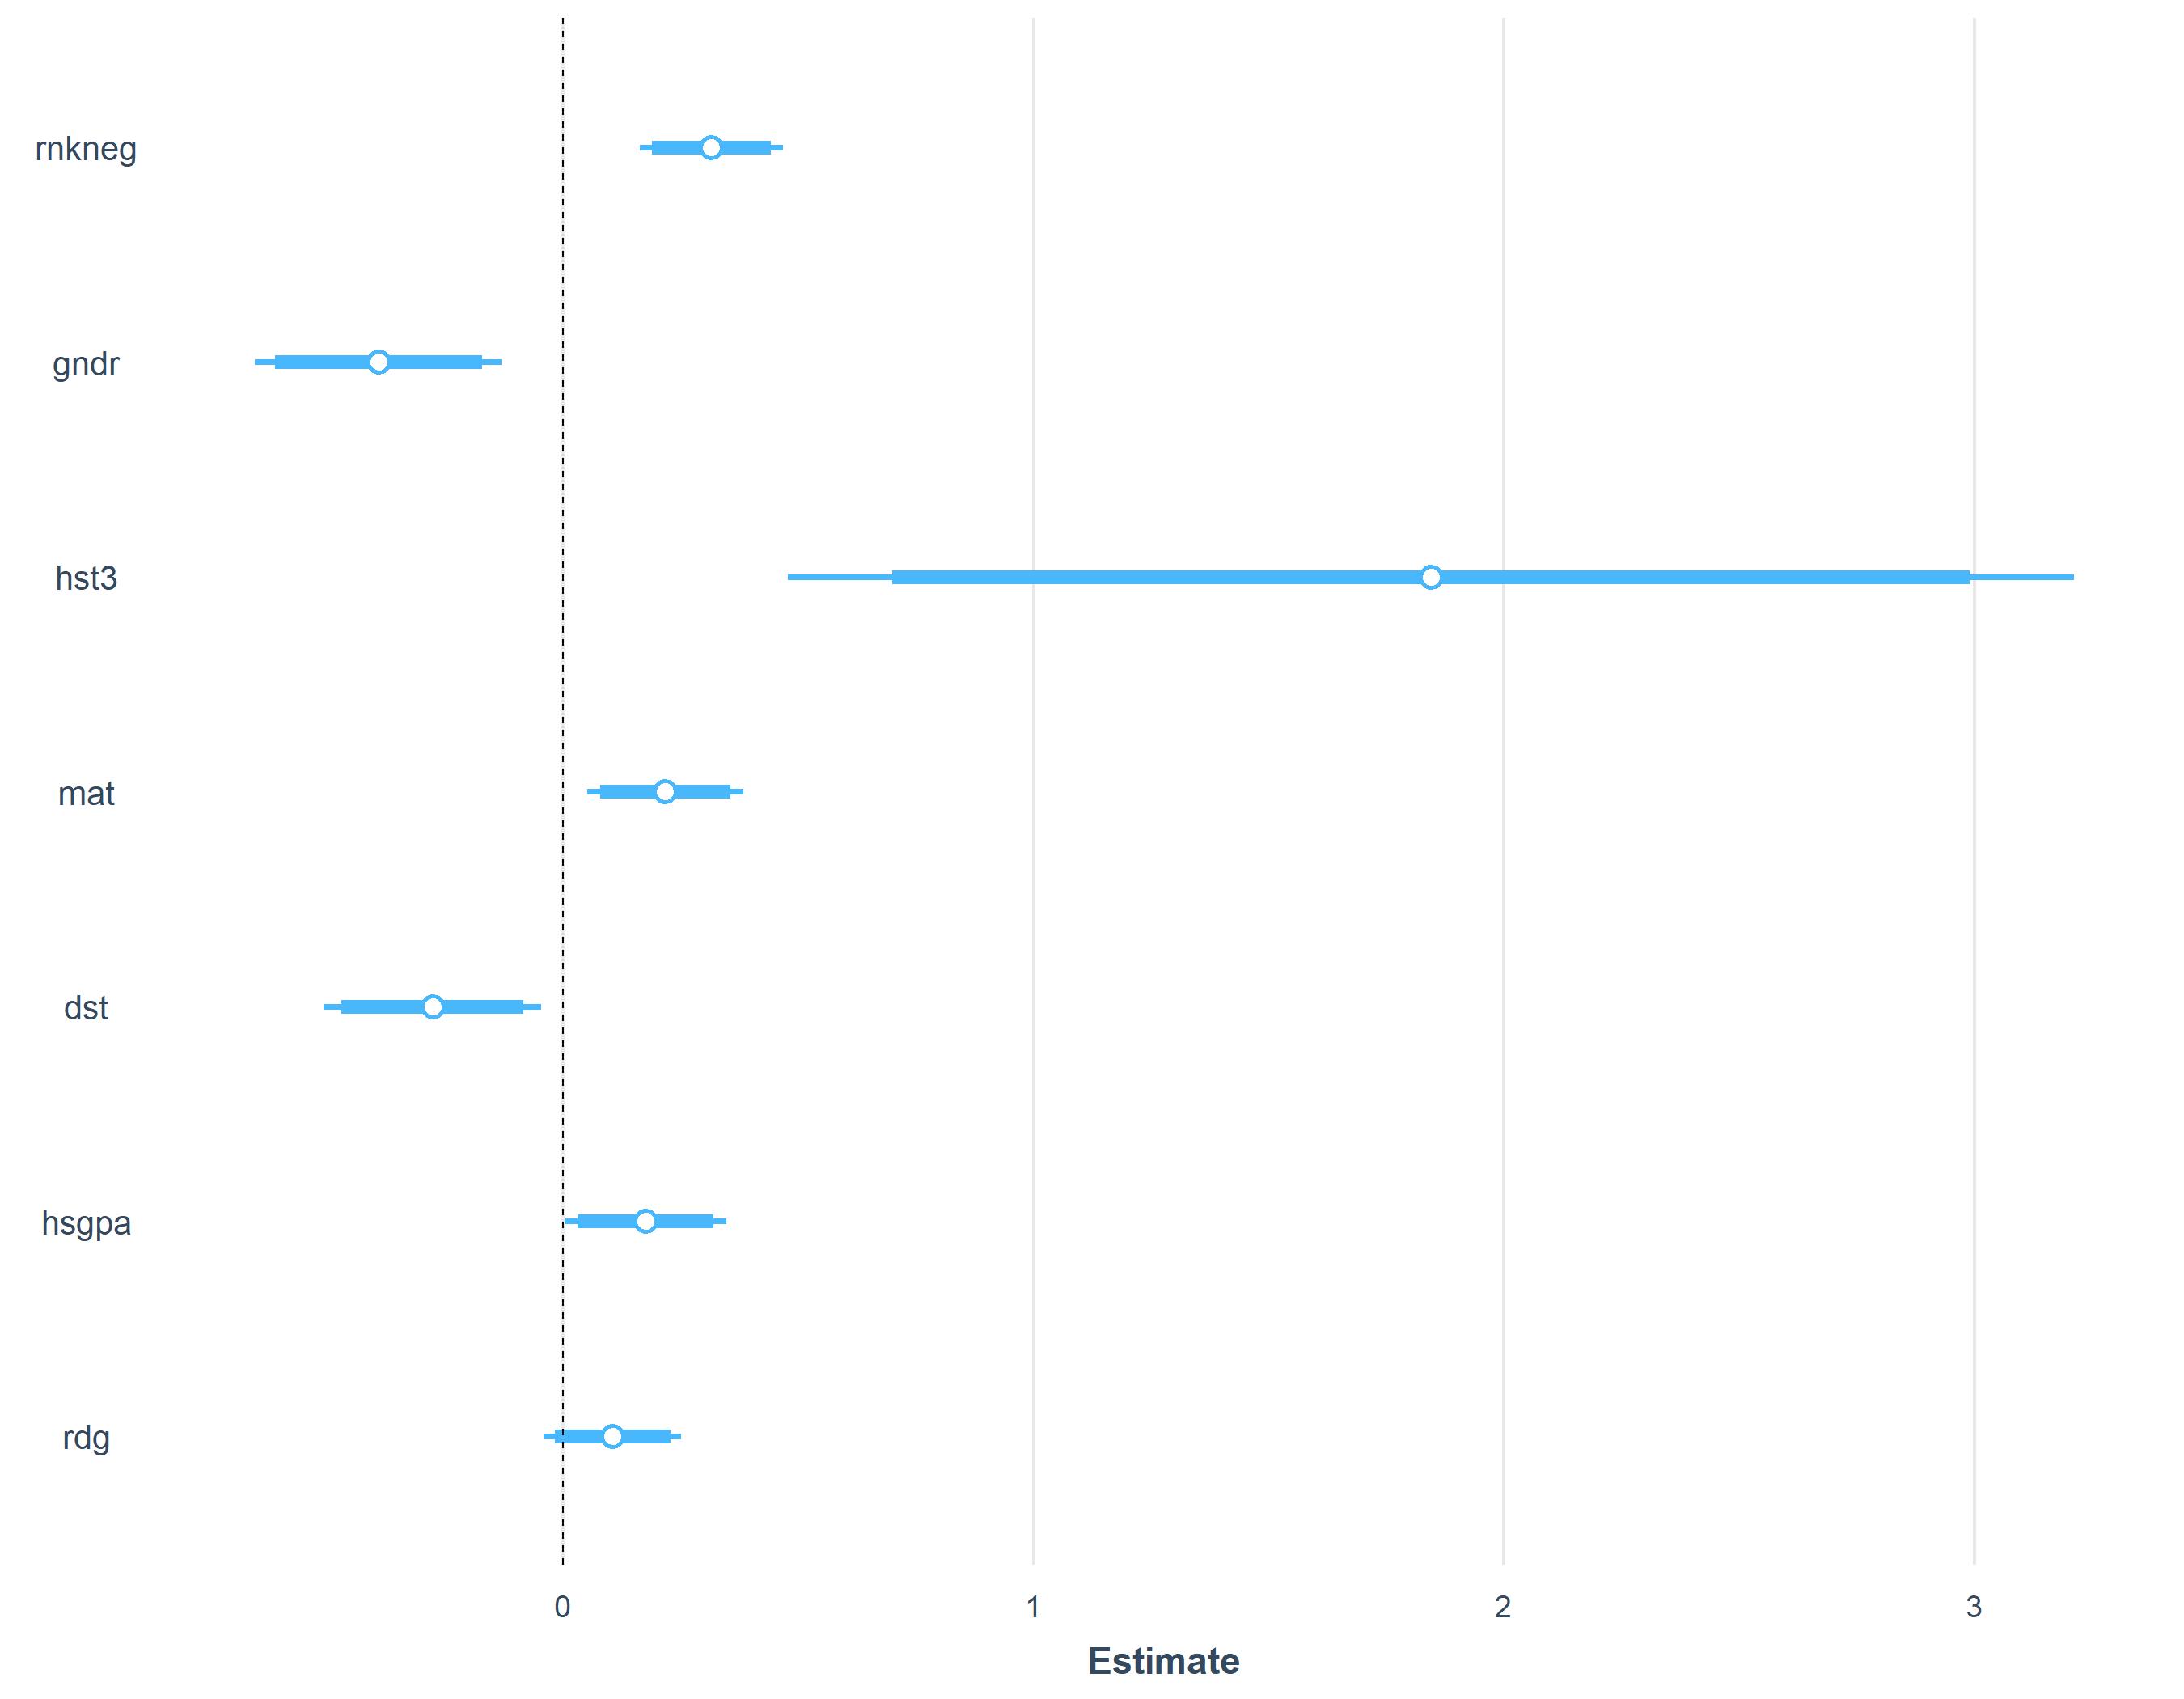 rnkneg
gndr
hst3
mat
dst
hsgpa
rdg
0 1 2 3
Estimate